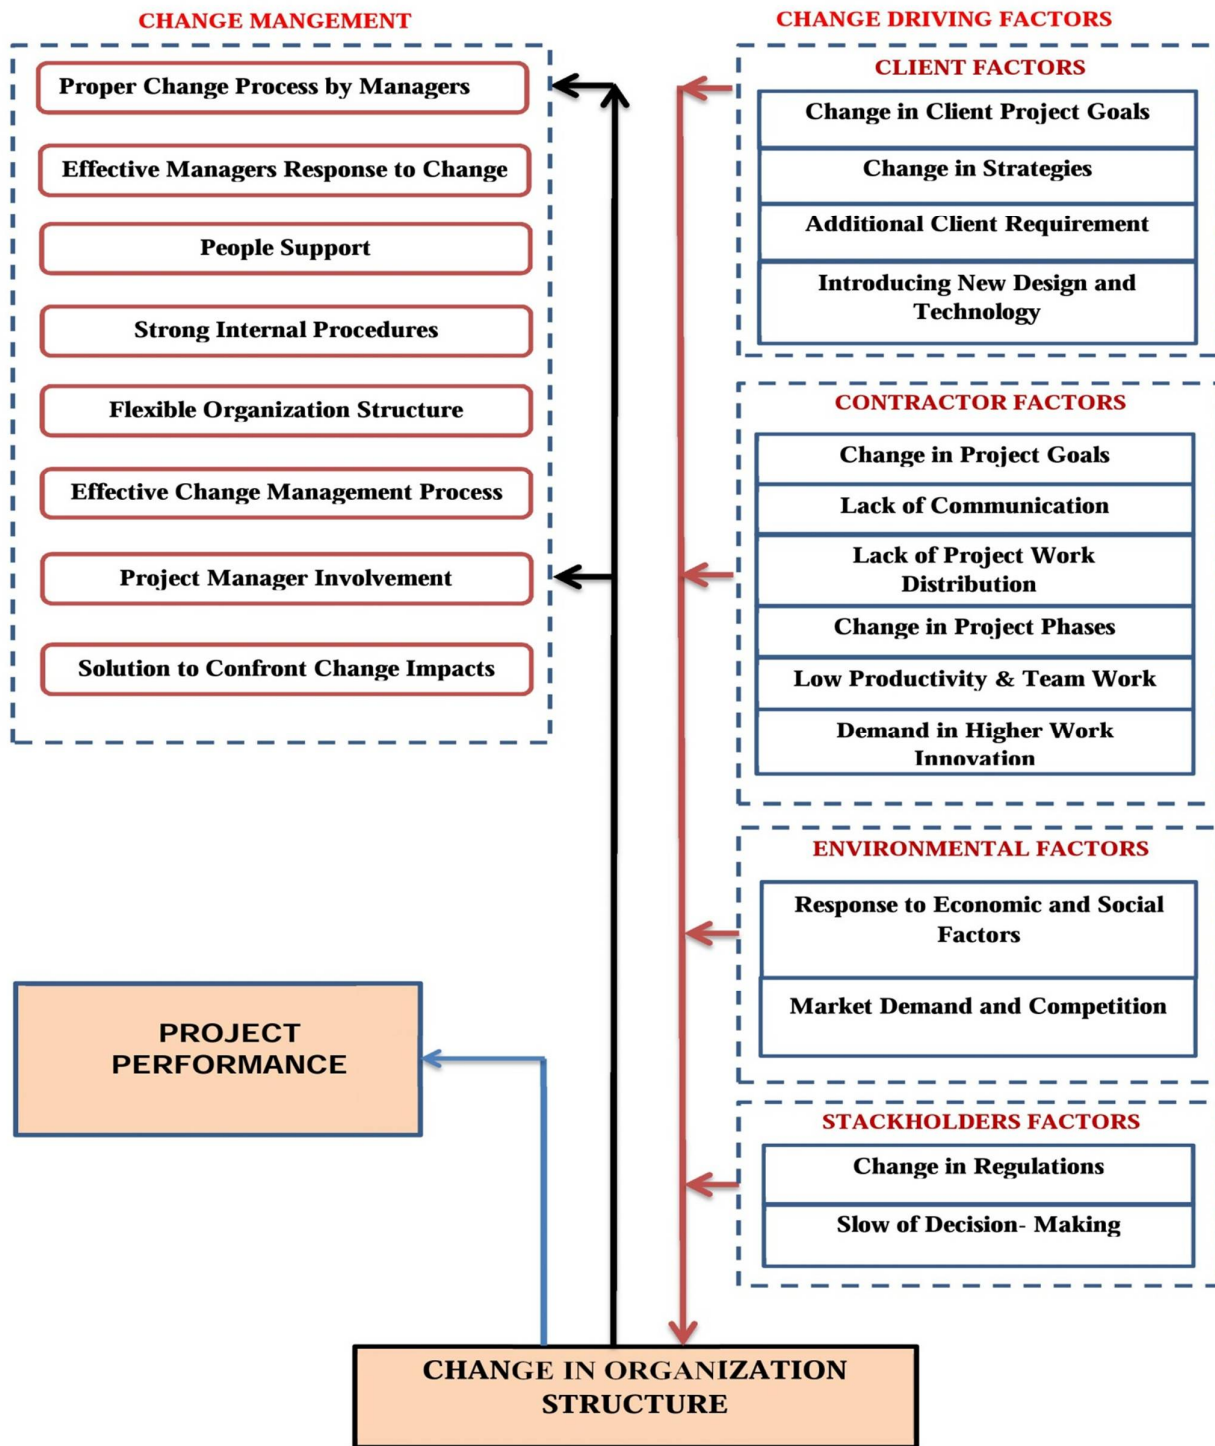 CHANGE MANGEMENT
Proper Change Process by Managers
Effective Managers Response to Change
People Support
Strong Internal Procedures
Flexible Organization Structure
Effective Change Management Process
Project Manager Involvement
Solution to Confront Change Impacts
CHANGE DRIVING FACTORS
CLIENT FACTORS
Change in Client Project Goals
Change in Strategies
Additional Client Requirement
Introducing New Design and
Technology
CONTRACTOR FACTORS
Change in Project Goals
Lack of Communication
Lack of Project Work
Distribution
Change in Project Phases
Low Productivity & Team Work
Demand in Higher Work
Innovation
ENVIRONMENTAL FACTORS
Response to Economic and Social
Factors
Market Demand and Competition
STACKHOLDERS FACTORS
Change in Regulations
Slow of Decision- Making
PROJECT
PERFORMANCE
CHANGE IN ORGANIZATION
STRUCTURE